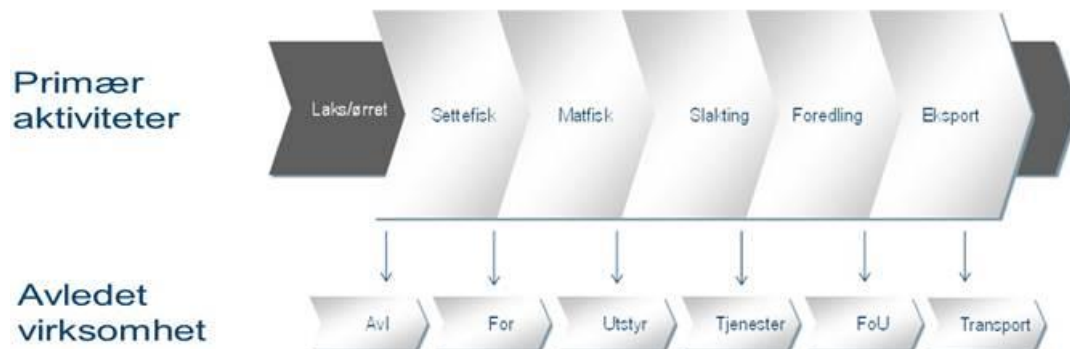 Primær
aktiviteter
Laks/ørret
Settefisk
Matfisk
Slakting
Foredling
Eksport
Avledet
virksomhet
Avl
For
Utstyr
Tjenester
FoU
Transport